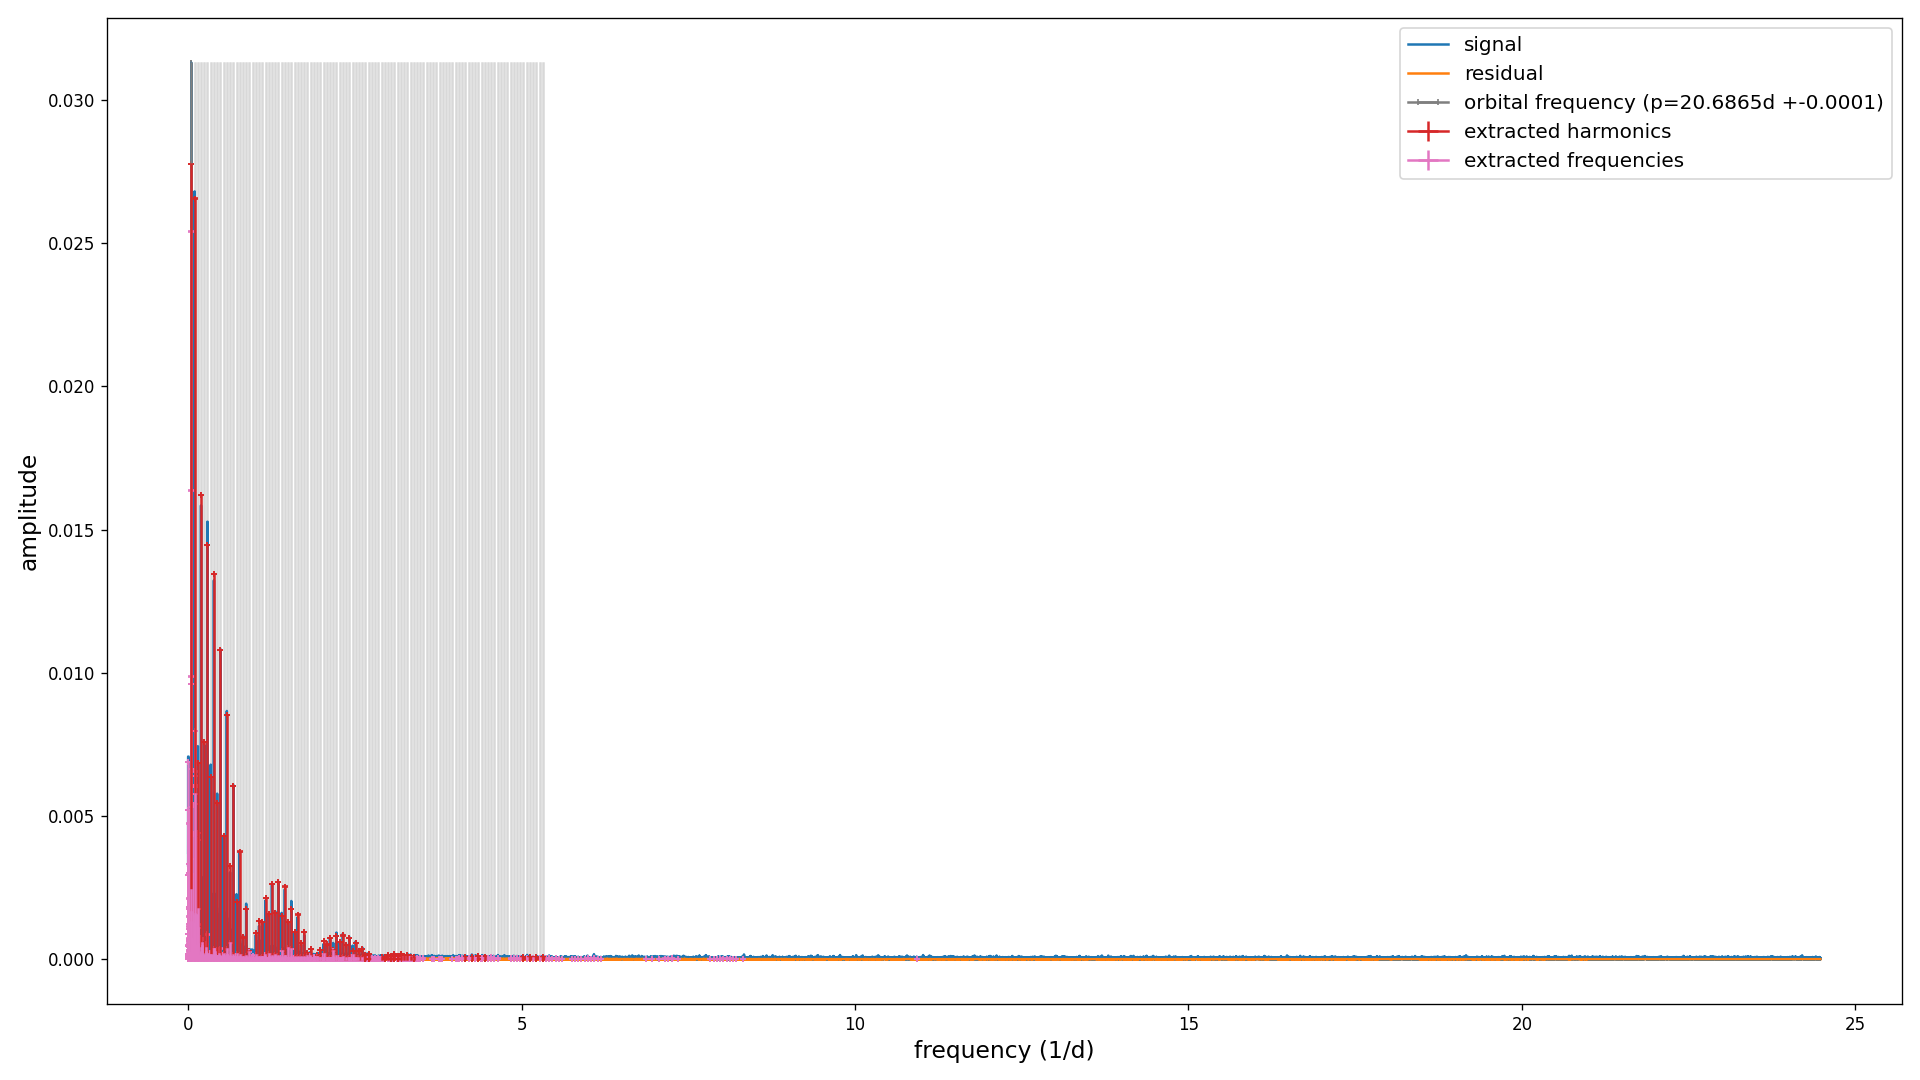 signal
residual
orbital frequency (p=20.6865d +-0.0001)
extracted harmonics
extracted frequencies
amplitude
0.030
0.025
0.020
0.015
0.010
0.005
0.000
0
5
10
15
20
25
frequency (1/d)